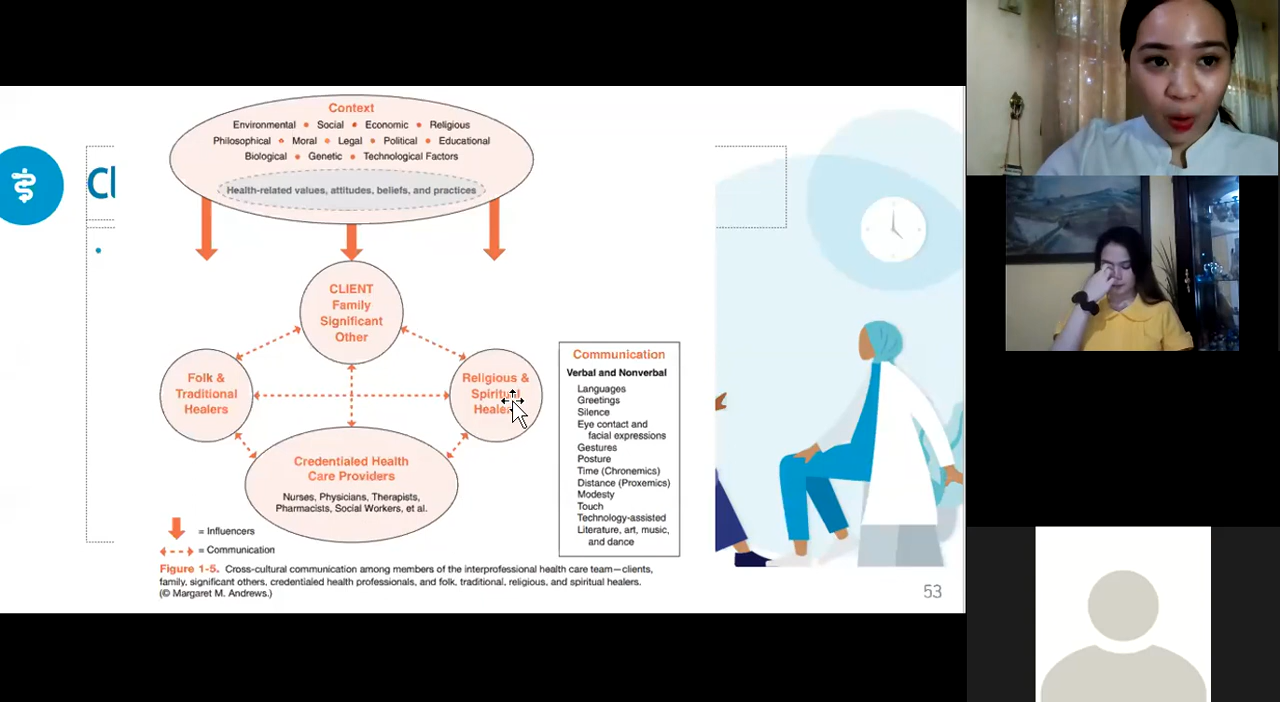 Context
Environmental • Social • Economic • Religious
Philosophical • Moral • Legal • Political • Educational
Biological • Genetic • Technological Factors
Health-related values, attitudes, beliefs, and practices
Cl
•
CLIENT
Family
Significant
Other
Folk &
Traditional
Healers
Religious &
Spiritual
Healers
Credentialed Health
Care Providers
Nurses, Physicians, Therapists,
Pharmacists, Social Workers, et al.
= Influencers
= Communication
Communication
Verbal and Nonverbal
Languages
Greetings
Silence
Eye contact and
facial expressions
Gestures
Posture
Time (Chronemics)
Distance (Proxemics)
Modesty
Touch
Technology-assisted
Literature, art, music,
and dance
Figure 1-5. Cross-cultural communication among members of the interprofessional health care team—clients,
family, significant others, credentialed health professionals, and folk, traditional, religious, and spiritual healers.
(© Margaret M. Andrews.)
53